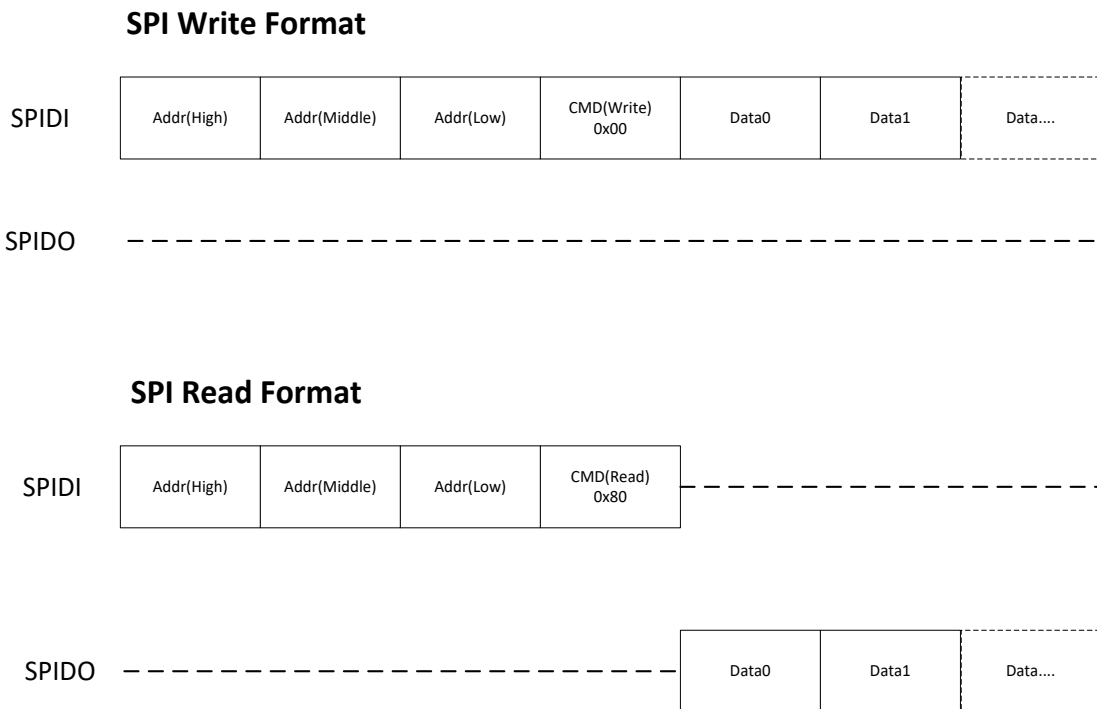 SPI Write Format
SPIDI
Addr(High)
Addr(Middle)
Addr(Low)
CMD(Write)
0x00
Data0
Data1
Data....
SPIDO
SPI Read Format
SPIDI
Addr(High)
Addr(Middle)
Addr(Low)
CMD(Read)
0x80
SPIDO
Data0
Data1
Data....